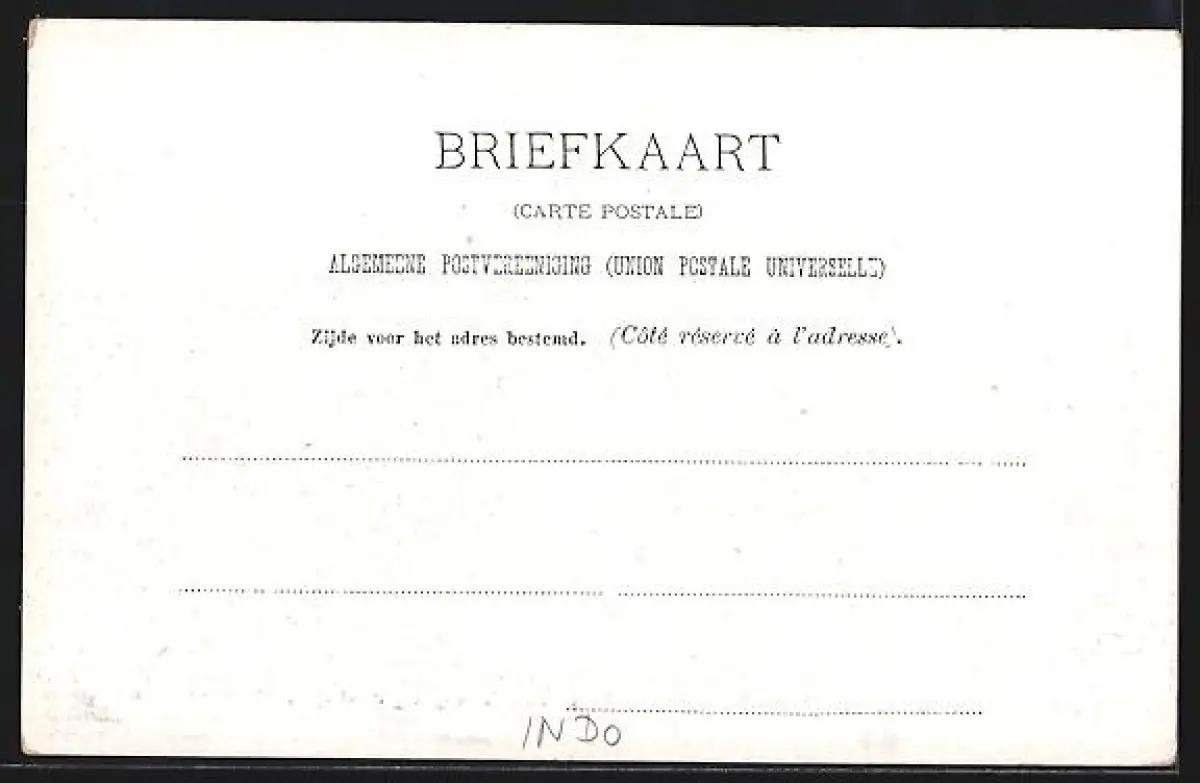 BRIEFKAART
(CARTE POSTALE)
ALGEMEENE POSTVEREENIGING (UNION POSTALE UNIVERSELLE)
Zijde voor het adres bestemd. (Côté réservé à l'adresse).
INDO